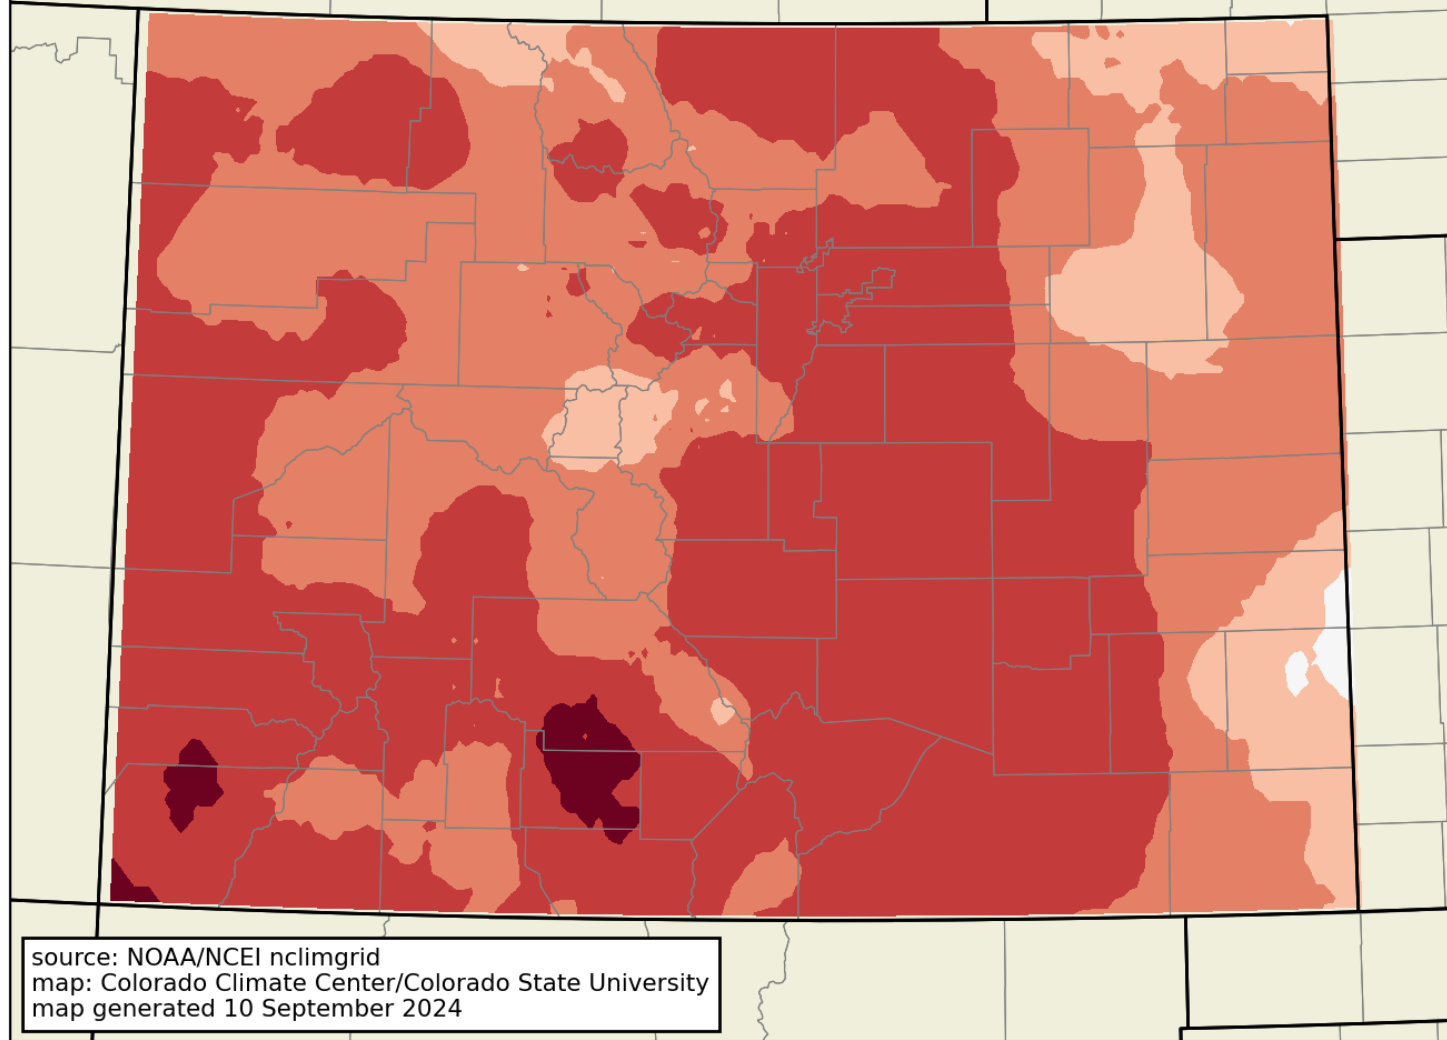 source: NOAA/NCEI nclimgrid
map: Colorado Climate Center/Colorado State University
map generated 10 September 2024